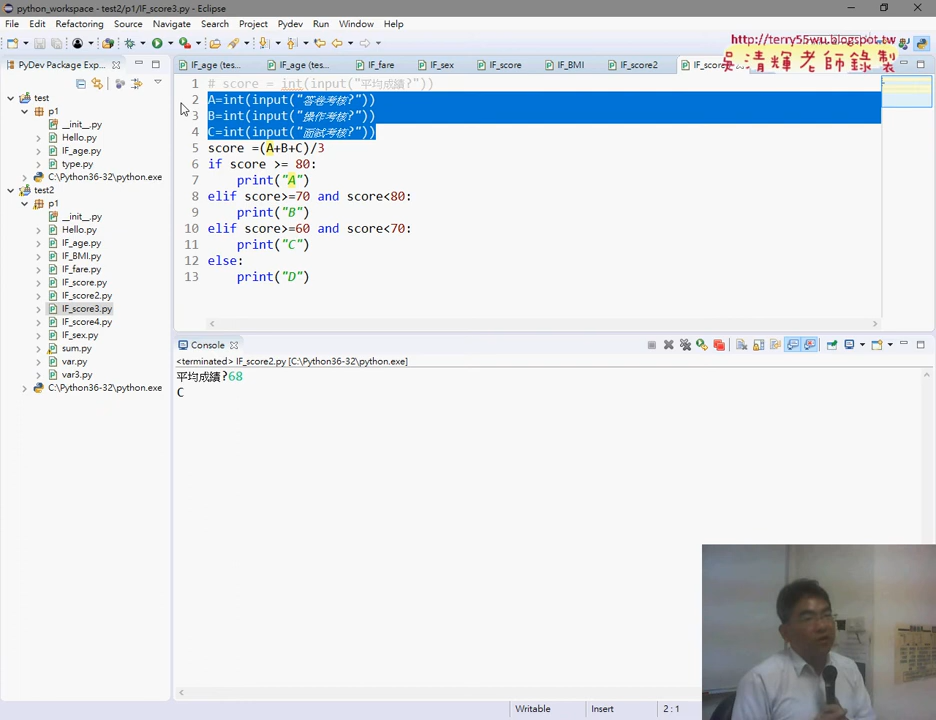 python_workspace - test2/p1/IF_score3.py - Eclipse
File Edit Refactoring Source Navigate Search Project Pydev Run Window Help
http://terry55wu.blogspot.tw
吳清輝老師錄製
PyDev Package Exp...
IF_age (tes...
IF_age (tes...
IF_fare
IF_sex
IF_score
IF_BMI
IF_score2
IF_scor
test
p1
__init__.py
Hello.py
IF_age.py
type.py
C:\Python36-32\python.exe
test2
p1
__init__.py
Hello.py
IF_age.py
IF_BMI.py
IF_fare.py
IF_score.py
IF_score2.py
IF_score3.py
IF_score4.py
IF_sex.py
sum.py
var.py
var3.py
C:\Python36-32\python.exe
1 # score = int(input("平均成績?"))
2 A=int(input("答卷考核?"))
3 B=int(input("操作考核?"))
4 C=int(input("面試考核?"))
5 score =(A+B+C)/3
6 if score >= 80:
7 print("A")
8 elif score>=70 and score<80:
9 print("B")
10 elif score>=60 and score<70:
11 print("C")
12 else:
13 print("D")
Console
<terminated> IF_score2.py [C:\Python36-32\python.exe]
平均成績?68
C
Writable Insert 2 : 1